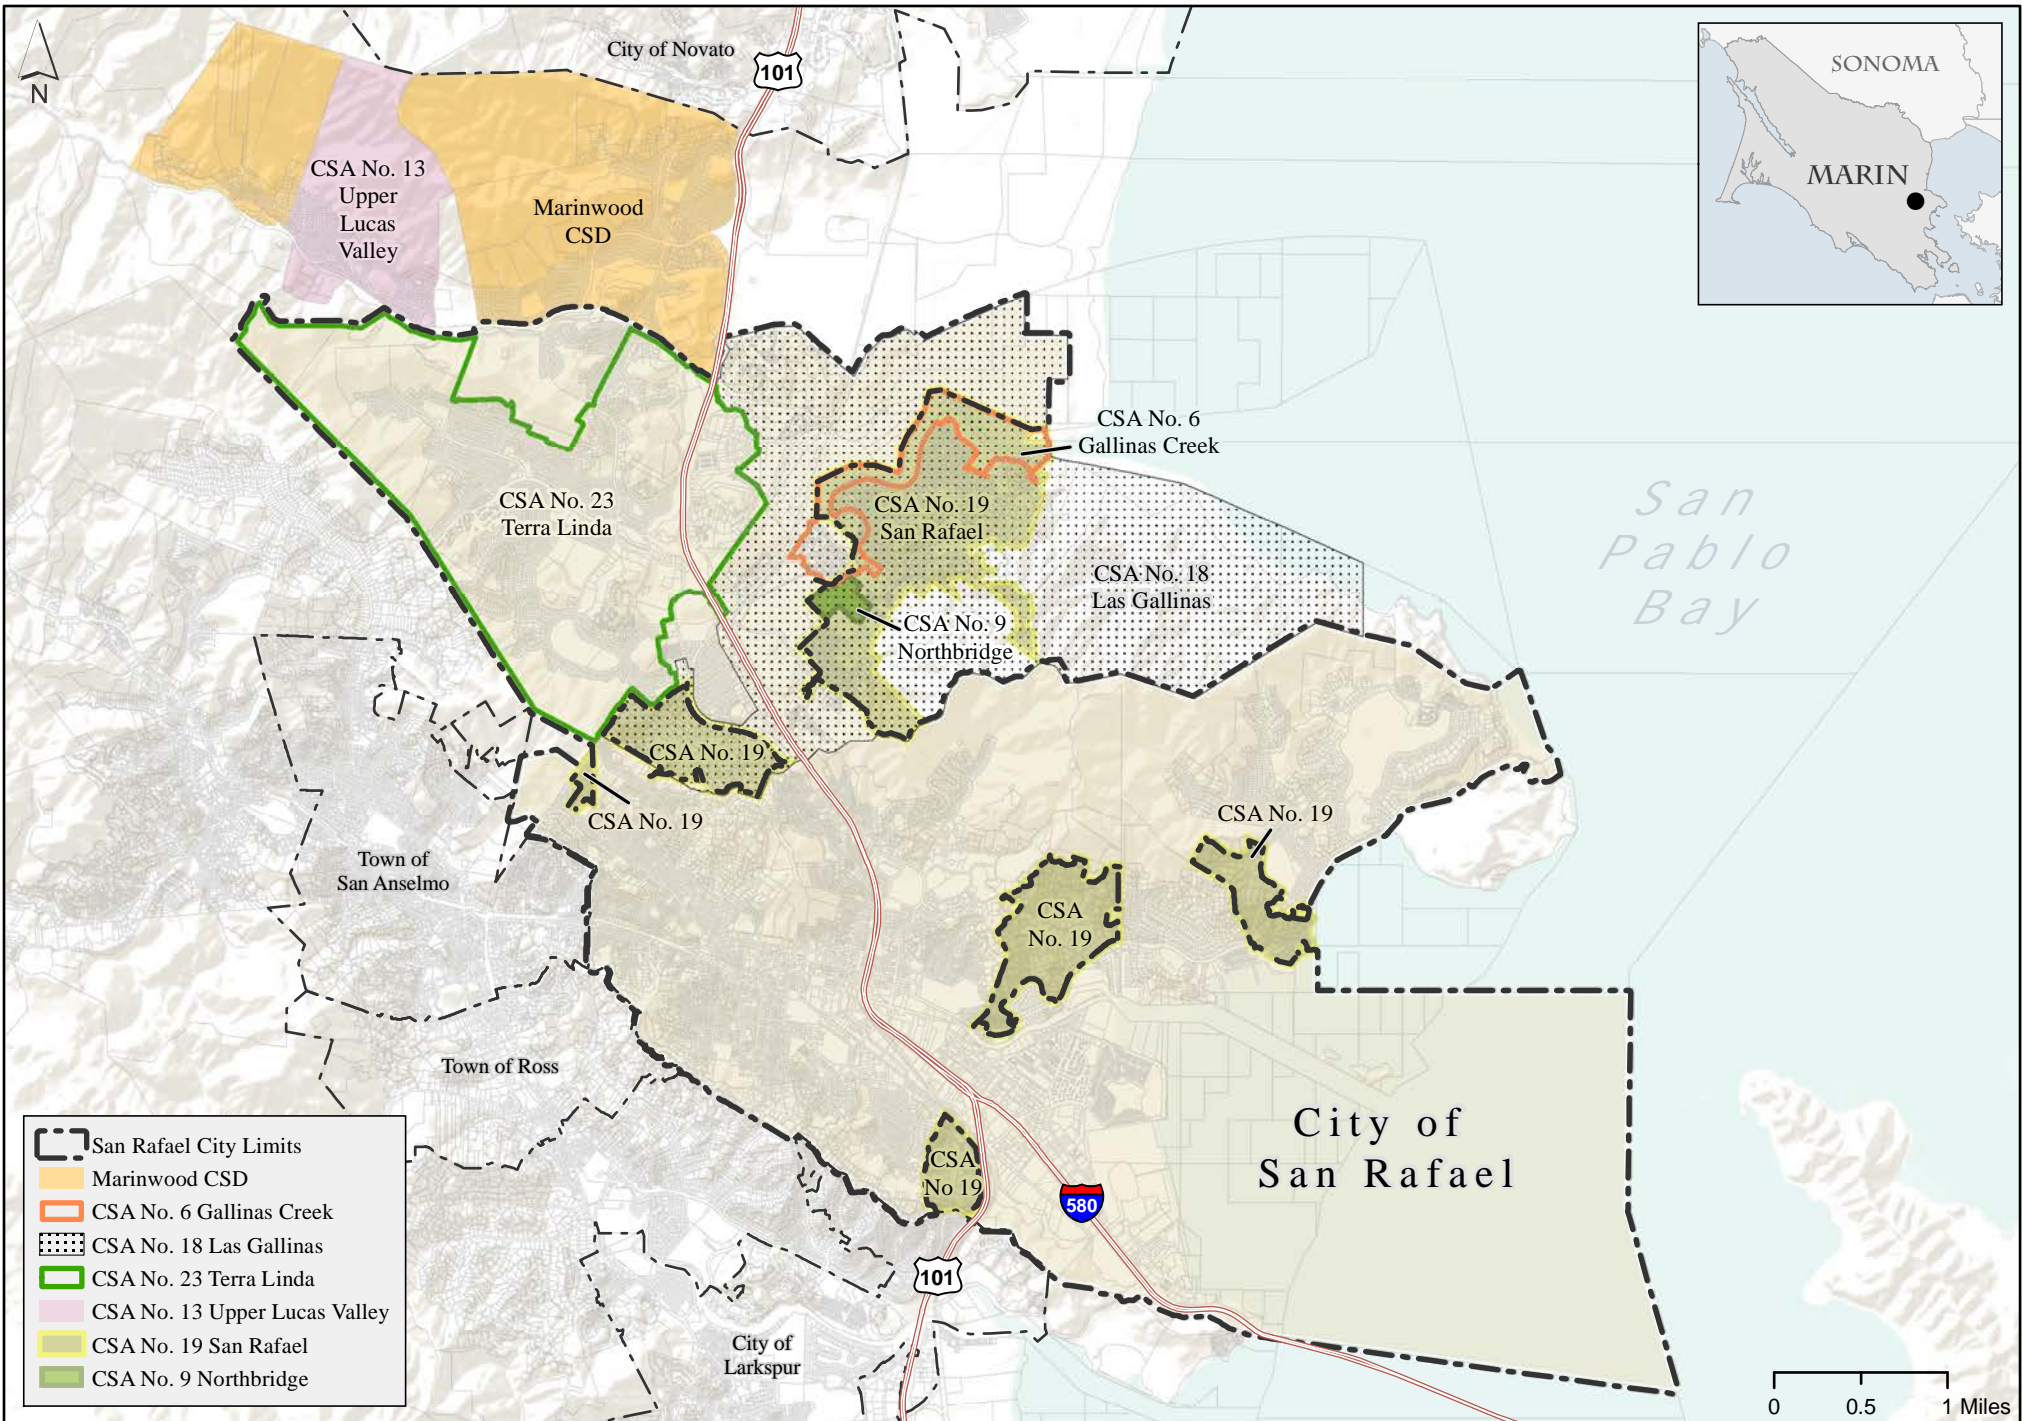 City of Novato
101
N
SONOMA
MARIN
CSA No. 13
Upper
Lucas
Valley
Marinwood
CSD
CSA No. 6
Gallinas Creek
CSA No. 23
Terra Linda
CSA No. 19
San Rafael
San
Pablo
Bay
CSA No. 18
Las Gallinas
CSA No. 9
Northbridge
CSA No. 19
CSA No. 19
CSA No. 19
Town of
San Anselmo
CSA
No. 19
Town of Ross
City of
San Rafael
CSA
No 19
580
101
City of
Larkspur
San Rafael City Limits
Marinwood CSD
CSA No. 6 Gallinas Creek
CSA No. 18 Las Gallinas
CSA No. 23 Terra Linda
CSA No. 13 Upper Lucas Valley
CSA No. 19 San Rafael
CSA No. 9 Northbridge
0 0.5 1 Miles